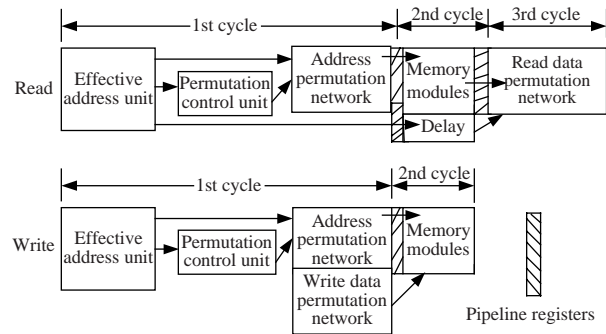 1st cycle
2nd cycle
3rd cycle
Read
Effective
address unit
Permutation
control unit
Address
permutation
network
Memory
modules
Delay
Read data
permutation
network
1st cycle
2nd cycle
Write
Effective
address unit
Permutation
control unit
Address
permutation
network
Write data
permutation
network
Memory
modules
Pipeline registers